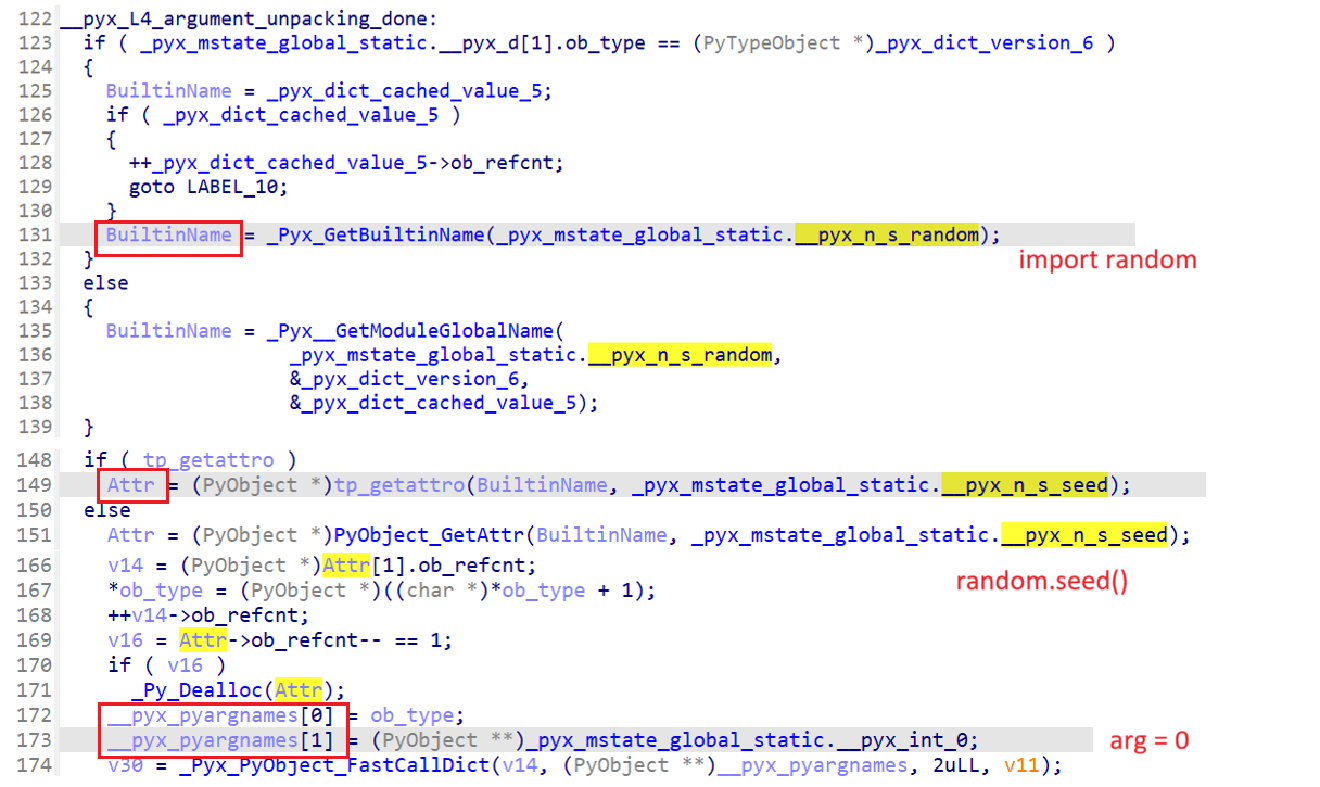 122 __pyx_L4_argument_unpacking_done:
123 if ( _pyx_mstate_global_static.__pyx_d[1].ob_type == (PyTypeObject *)_pyx_dict_version_6 )
124 {
125 BuiltinName = _pyx_dict_cached_value_5;
126 if ( _pyx_dict_cached_value_5 )
127 {
128 ++_pyx_dict_cached_value_5->ob_refcnt;
129 goto LABEL_10;
130 }
131 BuiltinName = _Pyx_GetBuiltinName(_pyx_mstate_global_static.__pyx_n_s_random);
132 }
import random
133 else
134 {
135 BuiltinName = _Pyx__GetModuleGlobalName(
136 _pyx_mstate_global_static.__pyx_n_s_random,
137 &_pyx_dict_version_6,
138 &_pyx_dict_cached_value_5);
139 }
148 if ( tp_getattro )
149 Attr = (PyObject *)tp_getattro(BuiltinName, _pyx_mstate_global_static.__pyx_n_s_seed);
150 else
151 Attr = (PyObject *)PyObject_GetAttr(BuiltinName, _pyx_mstate_global_static.__pyx_n_s_seed);
166 v14 = (PyObject *)Attr[1].ob_refcnt;
random.seed()
167 *ob_type = (PyObject *)((char *)*ob_type + 1);
168 ++v14->ob_refcnt;
169 v16 = Attr->ob_refcnt-- == 1;
170 if ( v16 )
171 _Py_Dealloc(Attr);
172 __pyx_pyargnames[0] = ob_type;
173 __pyx_pyargnames[1] = (PyObject **)_pyx_mstate_global_static.__pyx_int_0;
arg = 0
174 v30 = _Pyx_PyObject_FastCallDict(v14, (PyObject **)__pyx_pyargnames, 2uLL, v11);